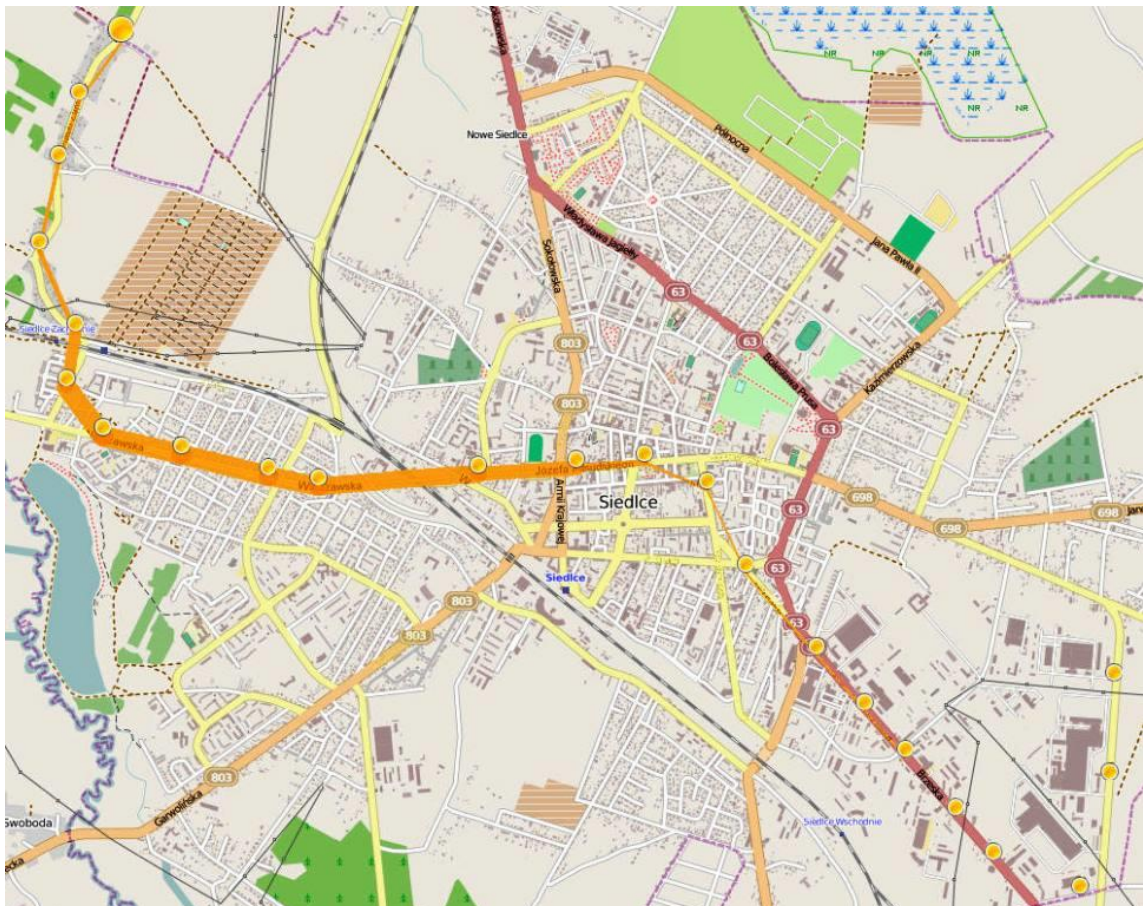 NR
NR
NR
NR
Nowe Siedlce
Północna
Władysława Jagiełły
Sokołowska
Jana Pawła II
63
Siedlce Zachodnie
803
63
Bolesława Prusa
Kazimierzowska
803
63
Józefa Piłsudskiego
Warszawska
Siedlce
Armii Krajowej
698
63
698
698
63
Siedlce
803
803
63
63
803
Garwolińska
Brzeska
Siedlce Wschodnie
Swoboda